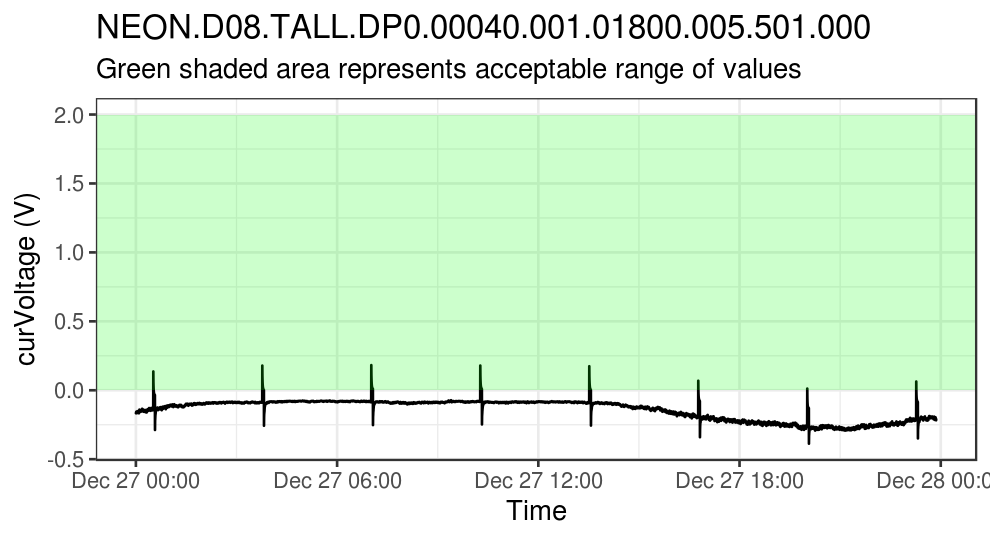 NEON.D08.TALL.DP0.00040.001.01800.005.501.000
Green shaded area represents acceptable range of values
curVoltage (V)
2.0
1.5
1.0
0.5
0.0
-0.5
Dec 27 00:00 Dec 27 06:00 Dec 27 12:00 Dec 27 18:00 Dec 28 00:0
Time